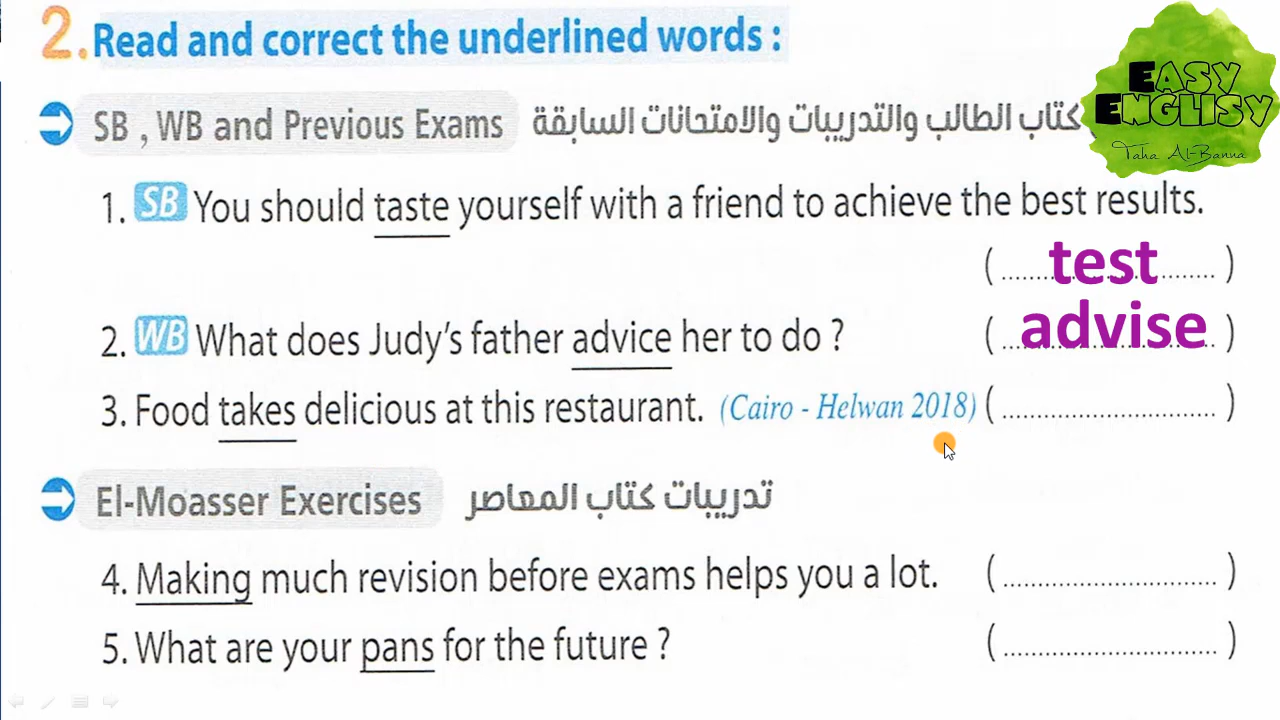 2. Read and correct the underlined words :
SB , WB and Previous Exams كتاب الطالب والتدريبات والامتحانات السابقة
EASY
ENGLISY
Taha Al-Banna
1. SB You should taste yourself with a friend to achieve the best results.
(..... test .....)
2. WB What does Judy's father advice her to do ? (..... advise .....)
3. Food takes delicious at this restaurant. (Cairo - Helwan 2018) (..............................)
El-Moasser Exercises تدريبات كتاب المعاصر
4. Making much revision before exams helps you a lot. (..............................)
5. What are your pans for the future ? (..............................)